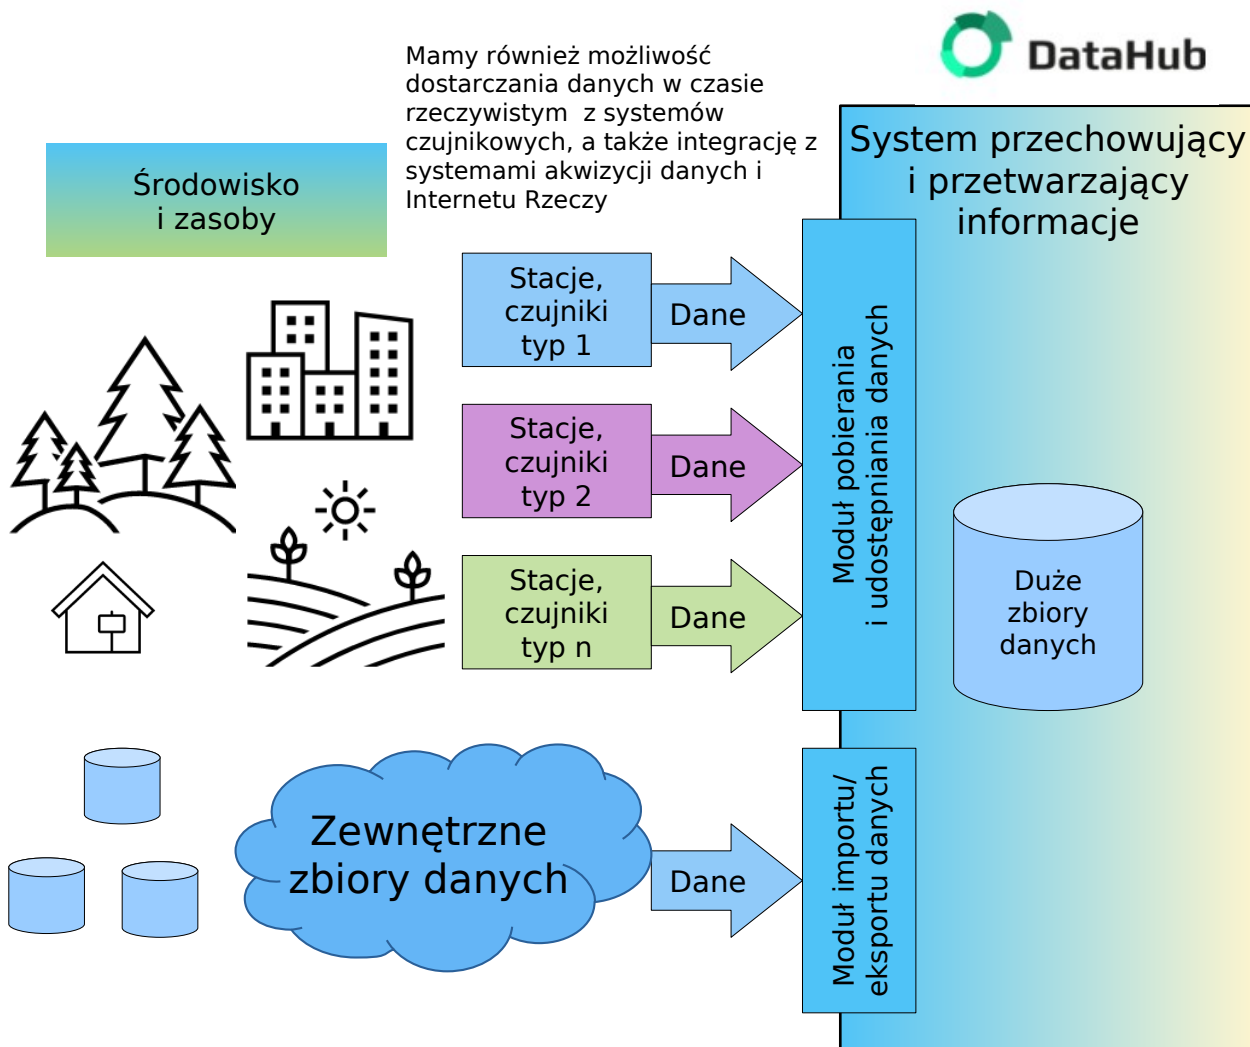 DataHub
Mamy również możliwość
dostarczania danych w czasie
rzeczywistym z systemów
czujnikowych, a także integrację z
systemami akwizycji danych i
Internetu Rzeczy
System przechowujący
i przetwarzający
informacje
Środowisko
i zasoby
Stacje,
czujniki
typ 1
Dane
Stacje,
czujniki
typ 2
Dane
Stacje,
czujniki
typ n
Dane
Moduł pobierania
i udostępniania danych
Duże
zbiory
danych
Zewnętrzne
zbiory danych
Dane
Moduł importu/
eksportu danych